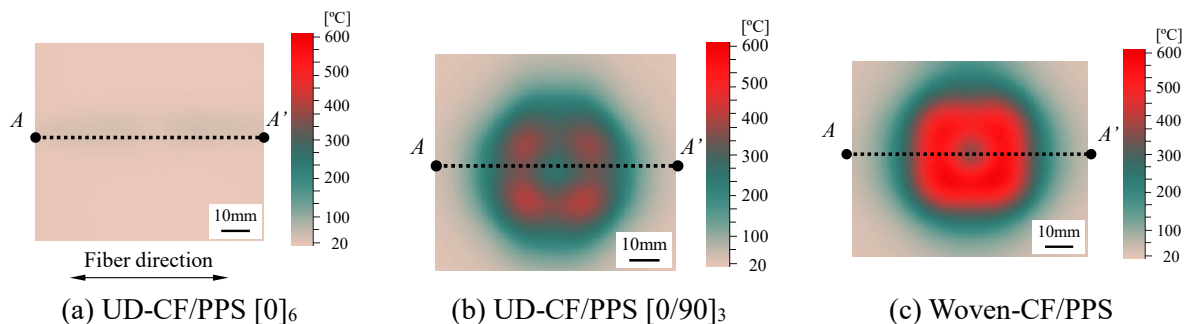 [ºC]
600
500
400
300
200
100
20
A
A'
10mm
Fiber direction
(a) UD-CF/PPS [0]6
[ºC]
600
500
400
300
200
100
20
A
A'
10mm
(b) UD-CF/PPS [0/90]3
[ºC]
600
500
400
300
200
100
20
A
A'
10mm
(c) Woven-CF/PPS